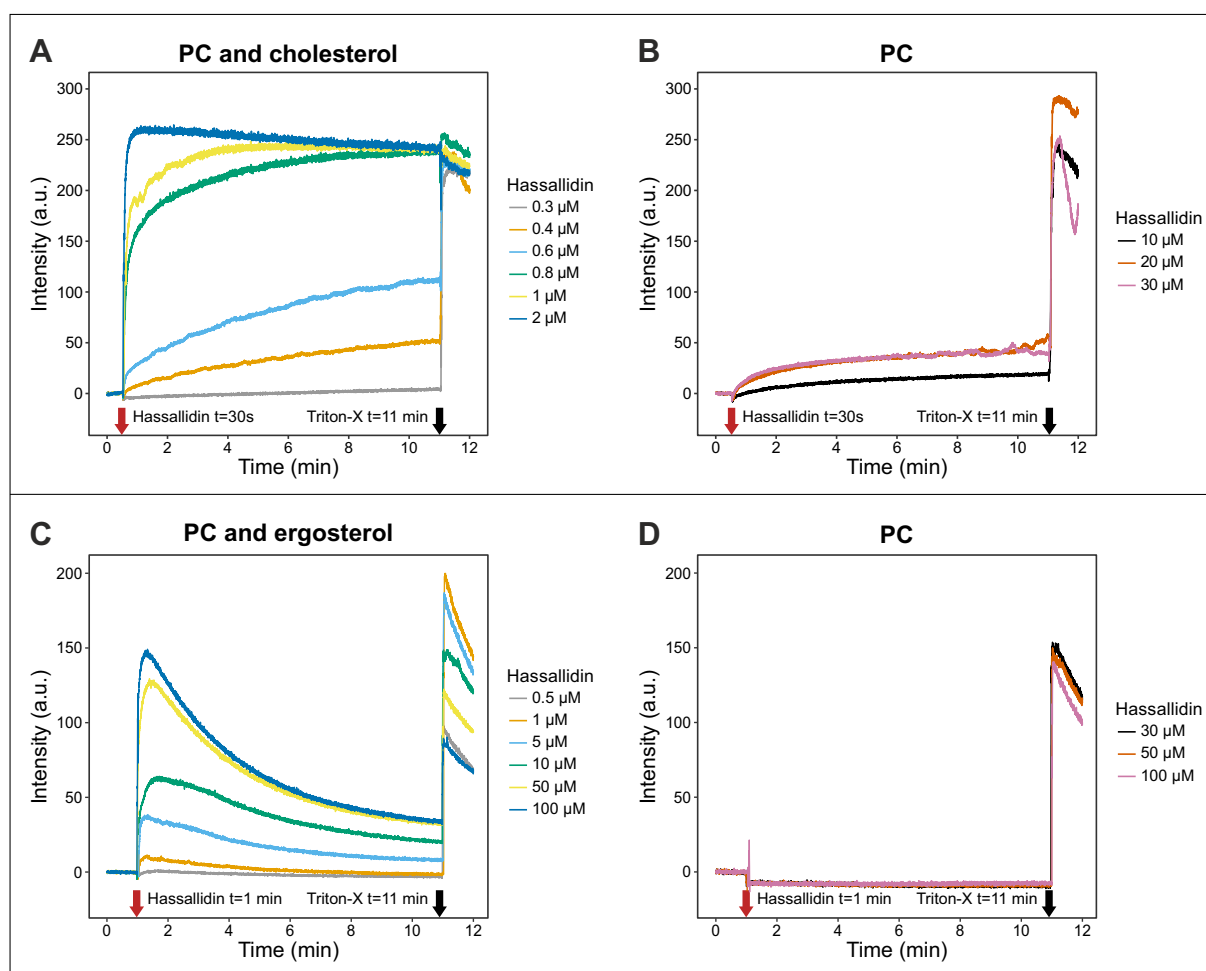 A
PC and cholesterol
Intensity (a.u.)
300
250
200
150
100
50
0
Hassallidin t=30s
Triton-X t=11 min
0 2 4 6 8 10 12
Time (min)
Hassallidin
0.3 µM
0.4 µM
0.6 µM
0.8 µM
1 µM
2 µM
B
PC
Intensity (a.u.)
300
250
200
150
100
50
0
Hassallidin t=30s
Triton-X t=11 min
0 2 4 6 8 10 12
Time (min)
Hassallidin
10 µM
20 µM
30 µM
C
PC and ergosterol
Intensity (a.u.)
200
150
100
50
0
Hassallidin t=1 min
Triton-X t=11 min
0 2 4 6 8 10 12
Time (min)
Hassallidin
0.5 µM
1 µM
5 µM
10 µM
50 µM
100 µM
D
PC
Intensity (a.u.)
200
150
100
50
0
Hassallidin t=1 min
Triton-X t=11 min
0 2 4 6 8 10 12
Time (min)
Hassallidin
30 µM
50 µM
100 µM